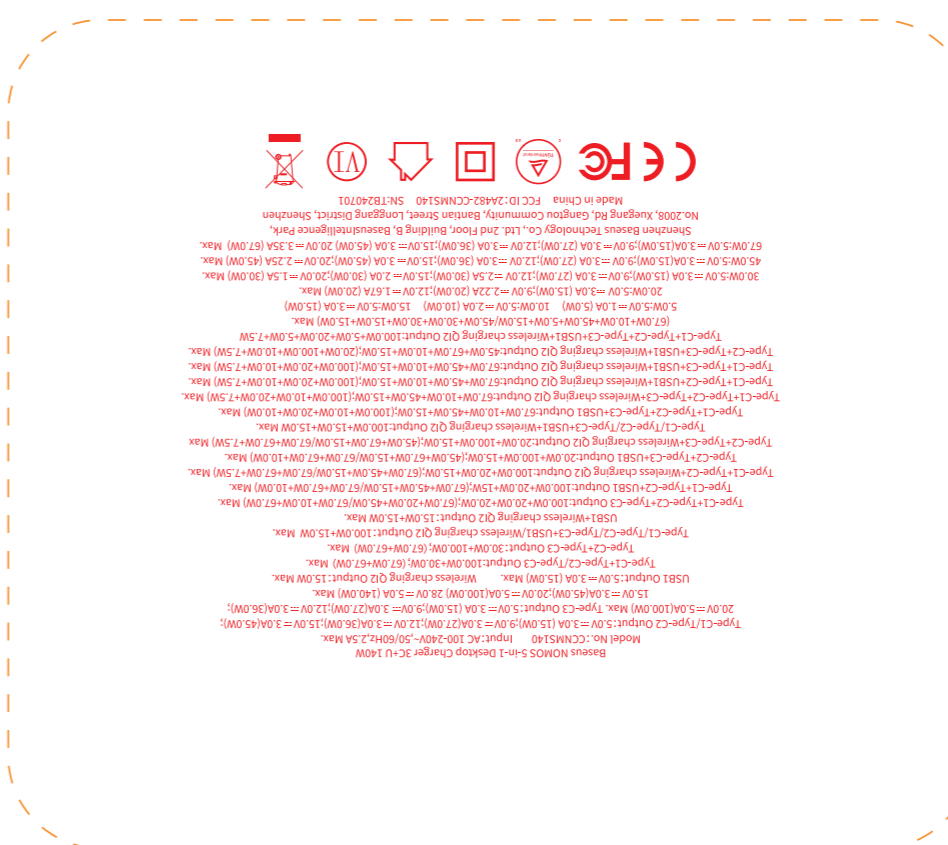 Baseus NOMOS 5-in-1 Desktop Charger 3C+U 140W
Model No.: CCNMS140 Input: AC 100-240V~,50/60Hz,2.5A Max.
Type-C1/Type-C2 Output: 5.0V⎓3.0A (15.0W);9.0V⎓3.0A(27.0W);12.0V⎓3.0A(36.0W);15.0V⎓3.0A(45.0W);
20.0V⎓5.0A(100.0W) Max. Type-C3 Output: 5.0V⎓3.0A (15.0W);9.0V⎓3.0A(27.0W);12.0V⎓3.0A(36.0W);
15.0V⎓3.0A(45.0W);20.0V⎓5.0A(100.0W) 28.0V⎓5.0A (140.0W) Max.
USB1 Output: 5.0V⎓3.0A (15.0W) Max. Wireless charging QI2 Output: 15.0W Max.
Type-C1+Type-C2/Type-C3 Output:100.0W+30.0W; (67.0W+67.0W) Max.
Type-C2+Type-C3 Output: 30.0W+100.0W; (67.0W+67.0W) Max.
Type-C1/Type-C2/Type-C3+USB1/Wireless charging QI2 Output: 100.0W+15.0W Max.
USB1+Wireless charging QI2 Output: 15.0W+15.0W Max.
Type-C1+Type-C2+Type-C3 Output:100.0W+20.0W+20.0W;(67.0W+20.0W+45.0W/67.0W+10.0W+67.0W) Max.
Type-C1+Type-C2+USB1 Output:100.0W+20.0W+15W;(67.0W+45.0W+15.0W/67.0W+67.0W+10.0W) Max.
Type-C1+Type-C2+Wireless charging QI2 Output:100.0W+20.0W+15.0W;(67.0W+45.0W+15.0W/67.0W+67.0W+7.5W) Max
Type-C2+Type-C3+USB1 Output:20.0W+100.0W+15.0W;(45.0W+67.0W+15.0W/67.0W+67.0W+10.0W) Max.
Type-C2+Type-C3+Wireless charging QI2 Output:20.0W+100.0W+15.0W;(45.0W+67.0W+15.0W/67.0W+67.0W+7.5W) Max
Type-C1/Type-C2/Type-C3+USB1+Wireless charging QI2 Output:100.0W+15.0W+15.0W Max.
Type-C1+Type-C2+Type-C3+USB1 Output:67.0W+10.0W+45.0W+15.0W;(100.0W+10.0W+20.0W+10.0W) Max.
Type-C1+Type-C2+Type-C3+Wireless charging QI2 Output:67.0W+10.0W+45.0W+15.0W;(100.0W+10.0W+20.0W+7.5W) Max.
Type-C1+Type-C2+USB1+Wireless charging QI2 Output:67.0W+45.0W+10.0W+15.0W;(100.0W+20.0W+10.0W+7.5W) Max.
Type-C1+Type-C3+USB1+Wireless charging QI2 Output:67.0W+45.0W+10.0W+15.0W;(100.0W+20.0W+10.0W+7.5W) Max.
Type-C2+Type-C3+USB1+Wireless charging QI2 Output:45.0W+67.0W+10.0W+15.0W;(20.0W+100.0W+10.0W+7.5W) Max.
Type-C1+Type-C2+Type-C3+USB1+Wireless charging QI2 Output:100.0W+5.0W+20.0W+5.0W+7.5W
(67.0W+10.0W+45.0W+5.0W+15.0W/45.0W+30.0W+30.0W+15.0W+15.0W) Max.
5.0W:5.0V⎓1.0A (5.0W) 10.0W:5.0V⎓2.0A (10.0W) 15.0W:5.0V⎓3.0A (15.0W)
20.0W:5.0V⎓3.0A (15.0W);9.0V⎓2.22A (20.0W);12.0V⎓1.67A (20.0W) Max.
30.0W:5.0V⎓3.0A (15.0W);9.0V⎓3.0A (27.0W);12.0V⎓2.5A (30.0W);15.0V⎓2.0A (30.0W);20.0V⎓1.5A (30.0W) Max.
45.0W:5.0V⎓3.0A(15.0W);9.0V⎓3.0A (27.0W);12.0V⎓3.0A (36.0W);15.0V⎓3.0A (45.0W);20.0V⎓2.25A (45.0W) Max.
67.0W:5.0V⎓3.0A(15.0W);9.0V⎓3.0A (27.0W);12.0V⎓3.0A (36.0W);15.0V⎓3.0A (45.0W) 20.0V⎓3.35A (67.0W) Max.
Shenzhen Baseus Technology Co., Ltd. 2nd Floor, Building B, BaseusIntelligence Park,
No.2008, Xuegang Rd, Gangtou Community, Bantian Street, Longgang District, Shenzhen
Made in China FCC ID:2A482-CCNMS140 SN:TB240701
CE FC VI